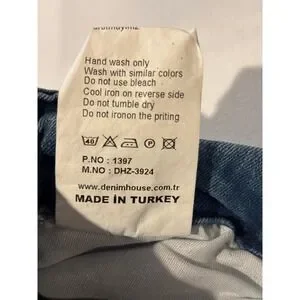 Hand wash only
Wash with similar colors
Do not use bleach
Cool iron on reverse side
Do not tumble dry
Do not ironon the priting
40
P.NO : 1397
M.NO : DHZ-3924
www.denimhouse.com.tr
MADE İN TURKEY